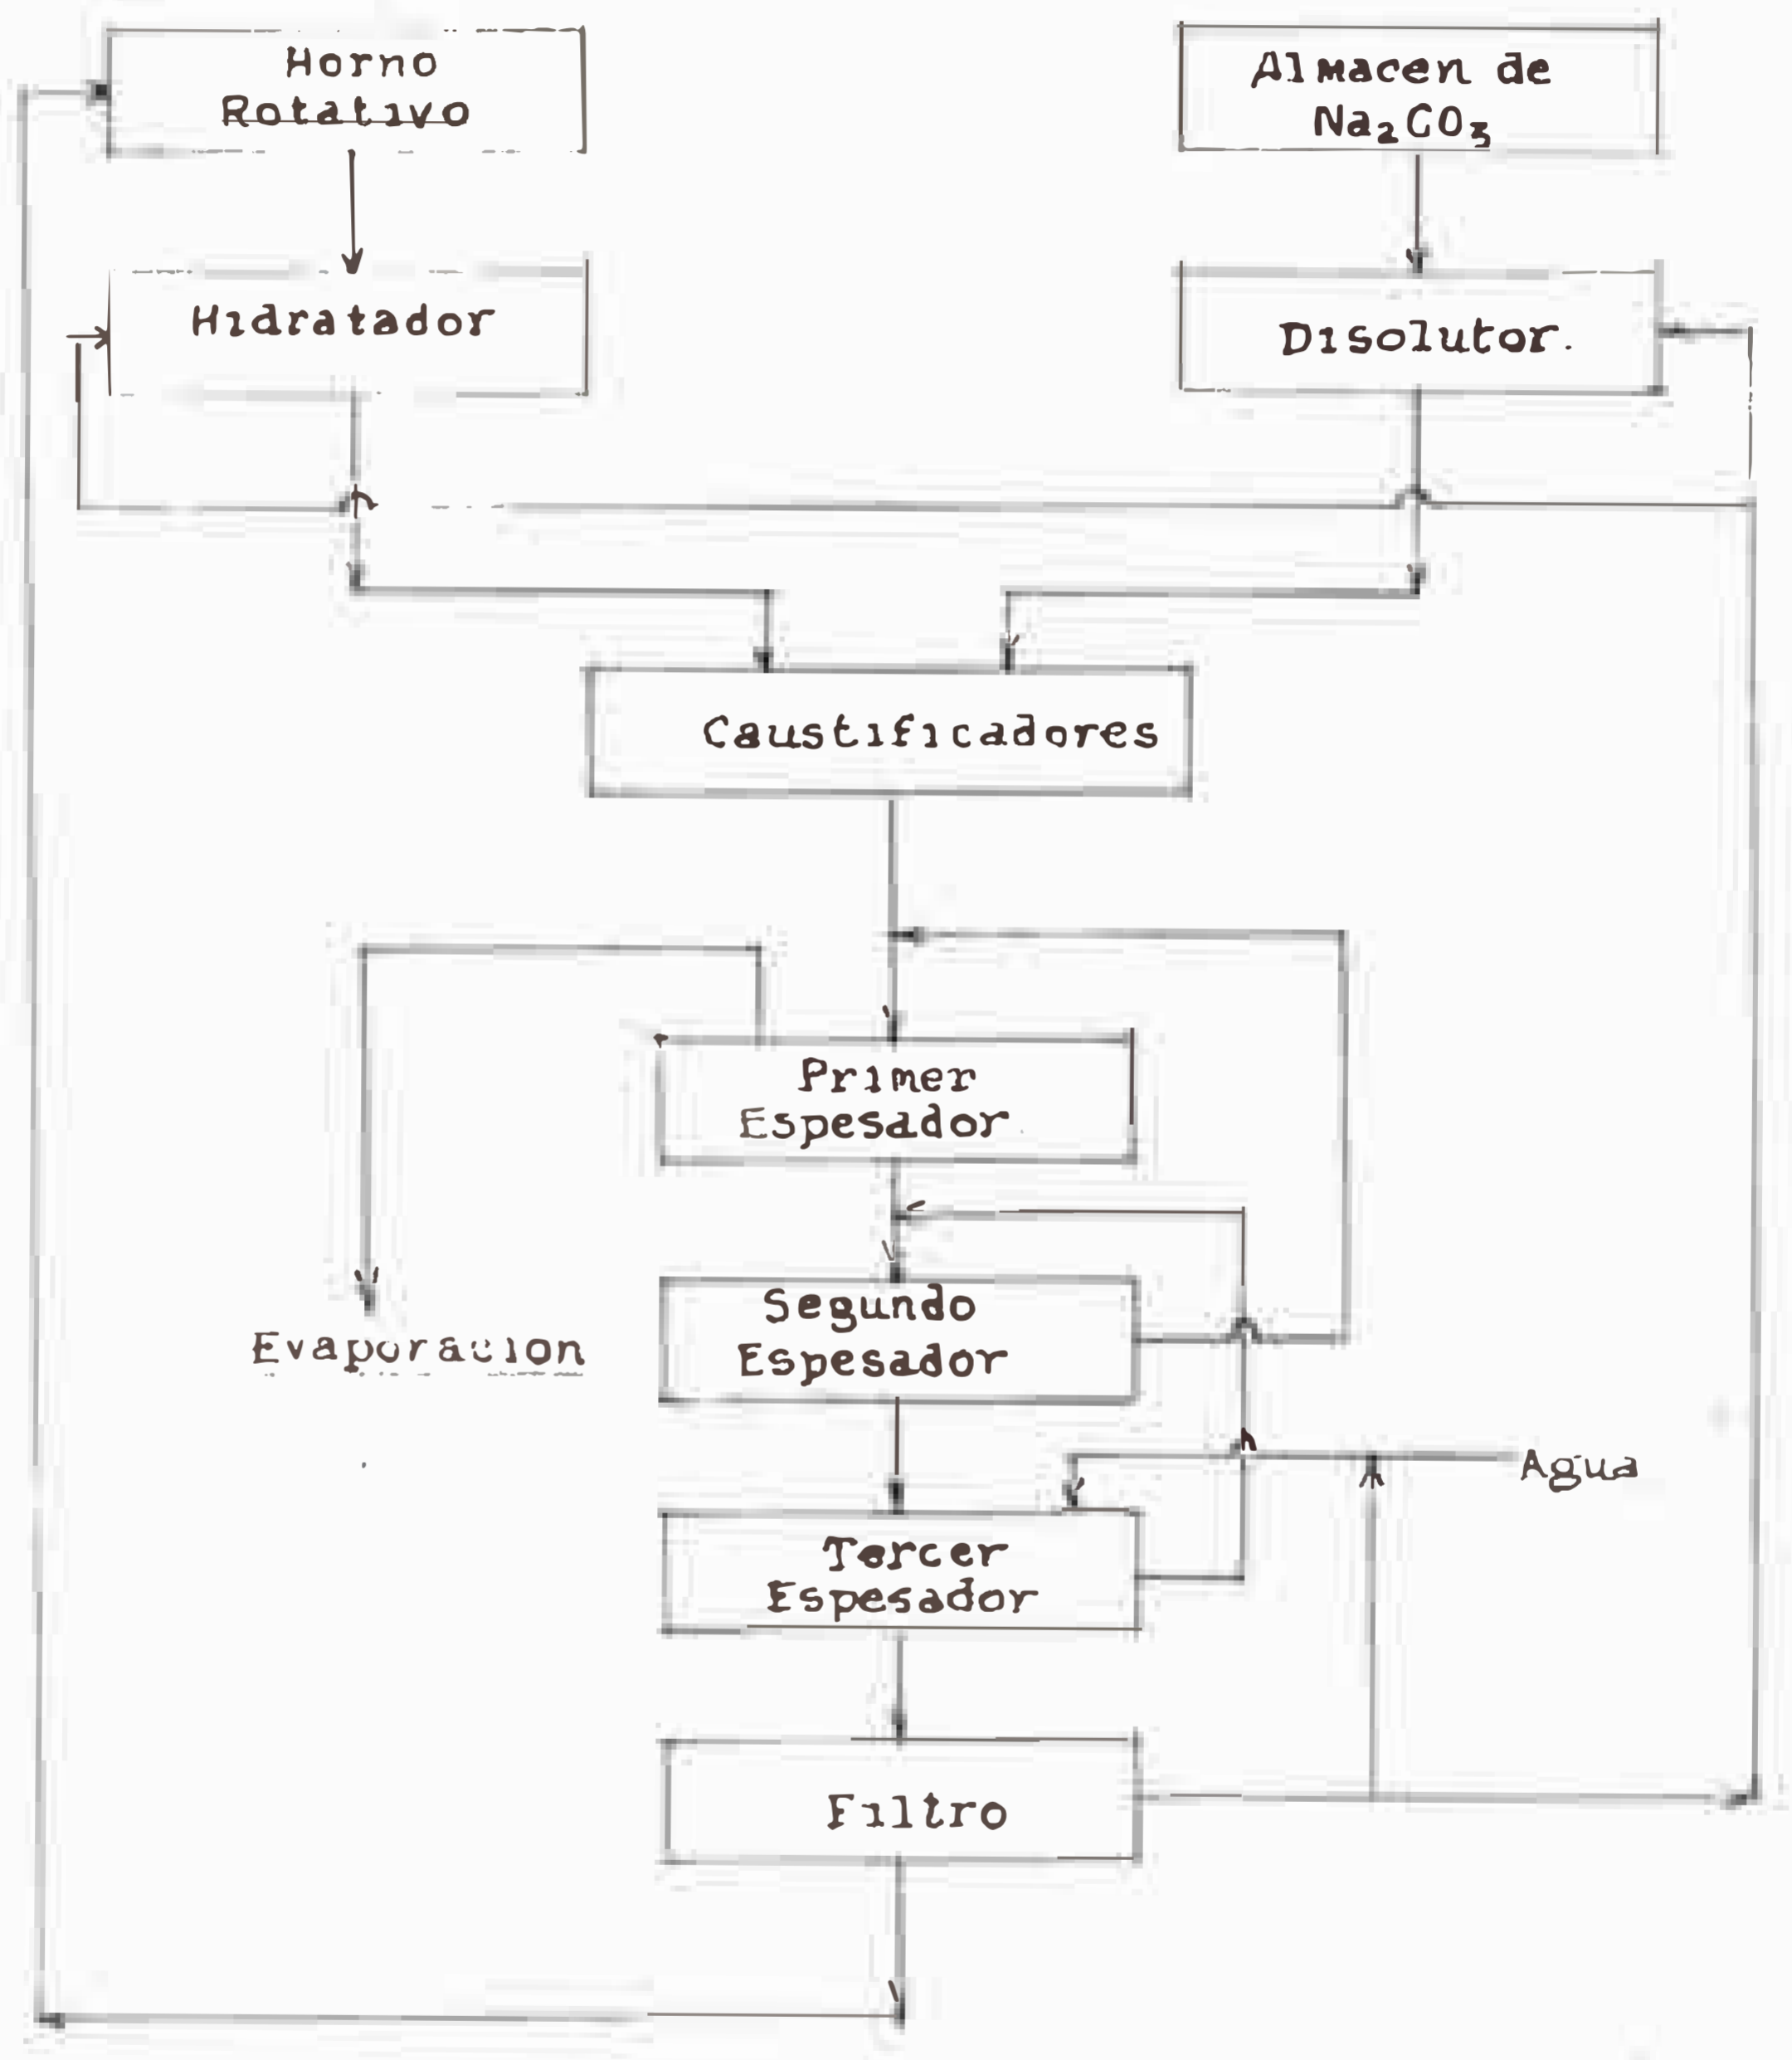 Horno
Rotativo
Almacen de
Na₂CO₃
Hidratador
Disolutor.
Caustificadores
Primer
Espesador
Segundo
Espesador
Evaporacion
Agua
Tercer
Espesador
Filtro